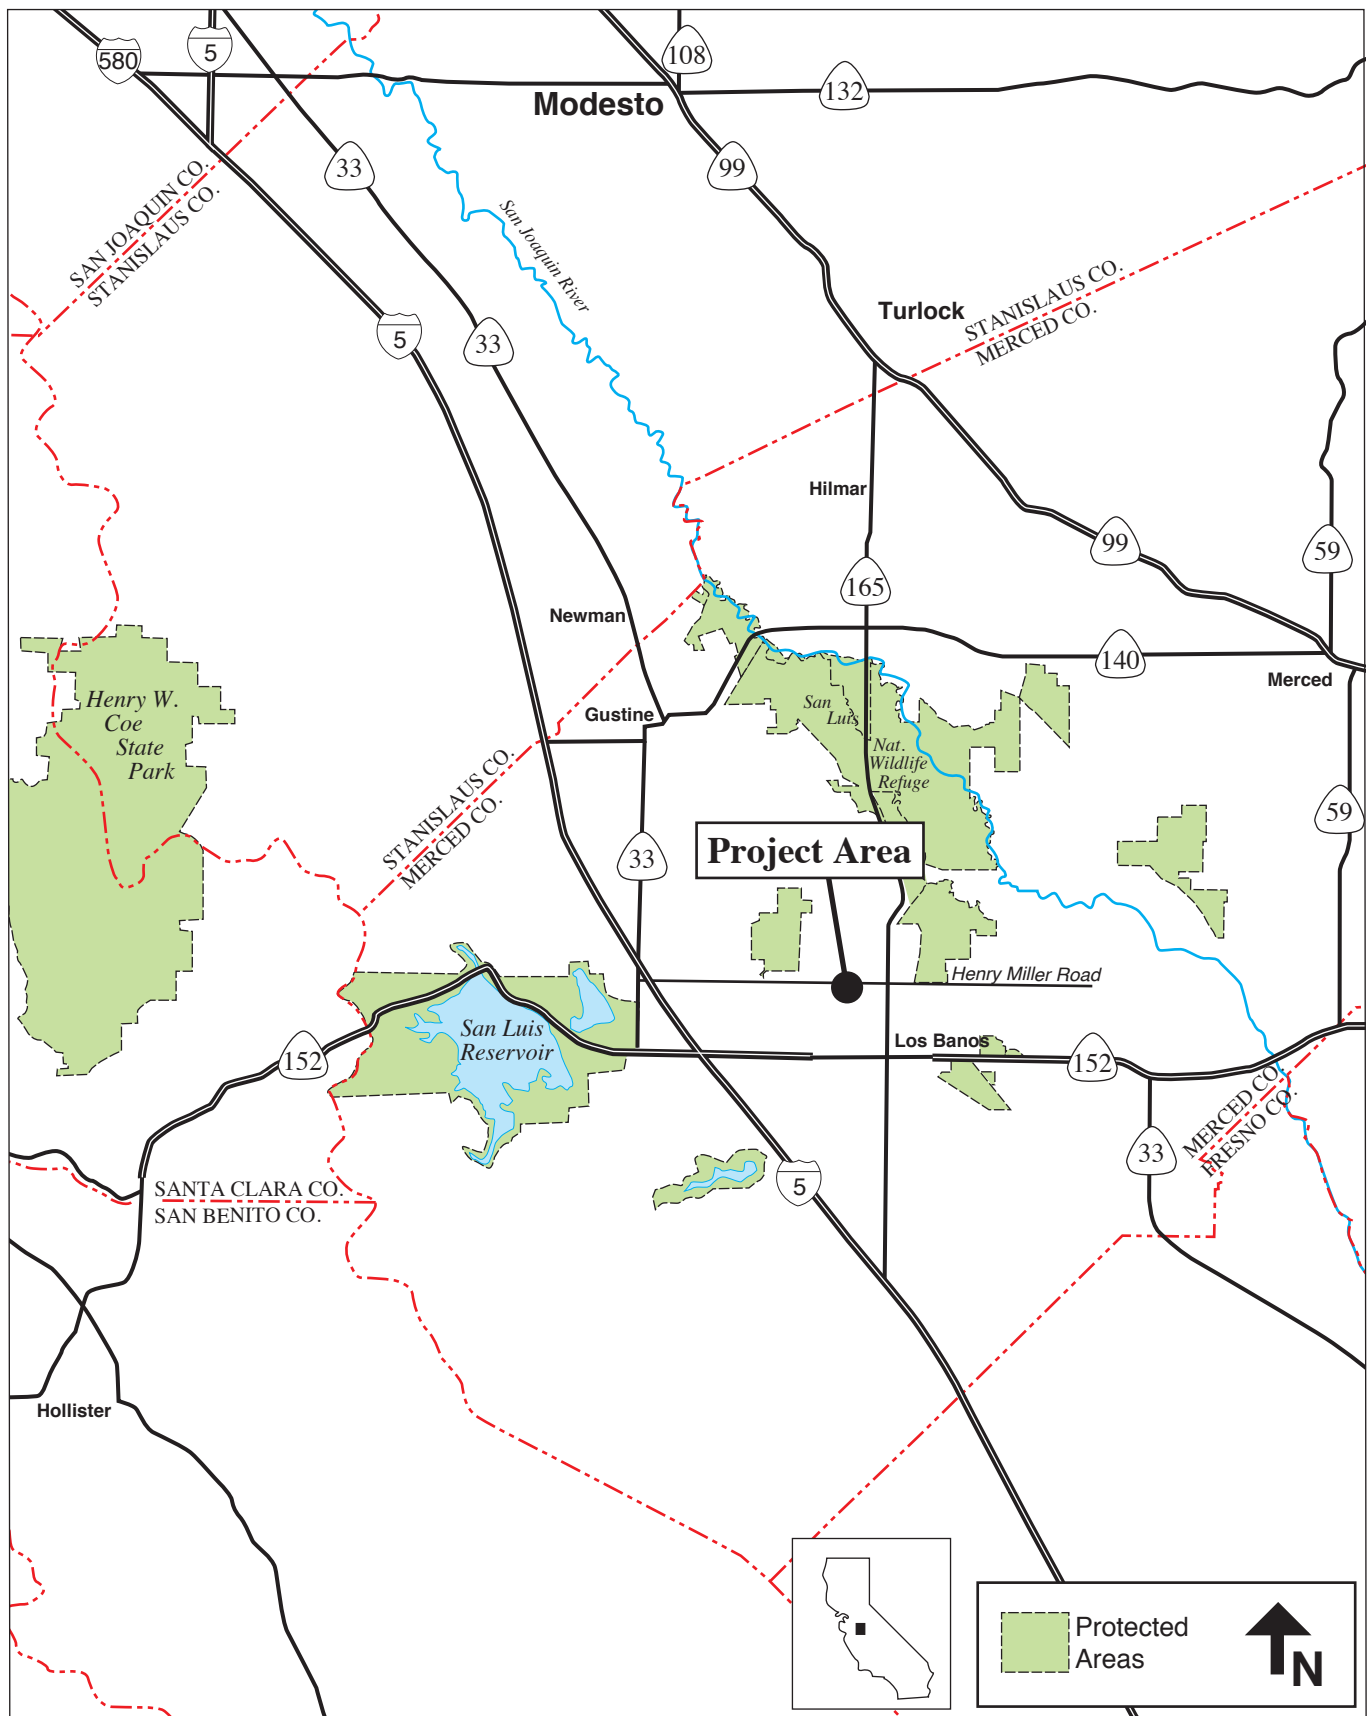 580
5
108
132
Modesto
33
99
SAN JOAQUIN CO.
STANISLAUS CO.
San Joaquin River
5
33
Turlock
STANISLAUS CO.
MERCED CO.
Hilmar
99
59
165
Newman
140
Merced
Henry W.
Coe
State
Park
Gustine
San
Luis
Nat.
Wildlife
Refuge
STANISLAUS CO.
MERCED CO.
33
Project Area
59
Henry Miller Road
San Luis
Reservoir
152
Los Banos
152
MERCED CO.
FRESNO CO.
33
5
SANTA CLARA CO.
SAN BENITO CO.
Hollister
Protected
Areas
N